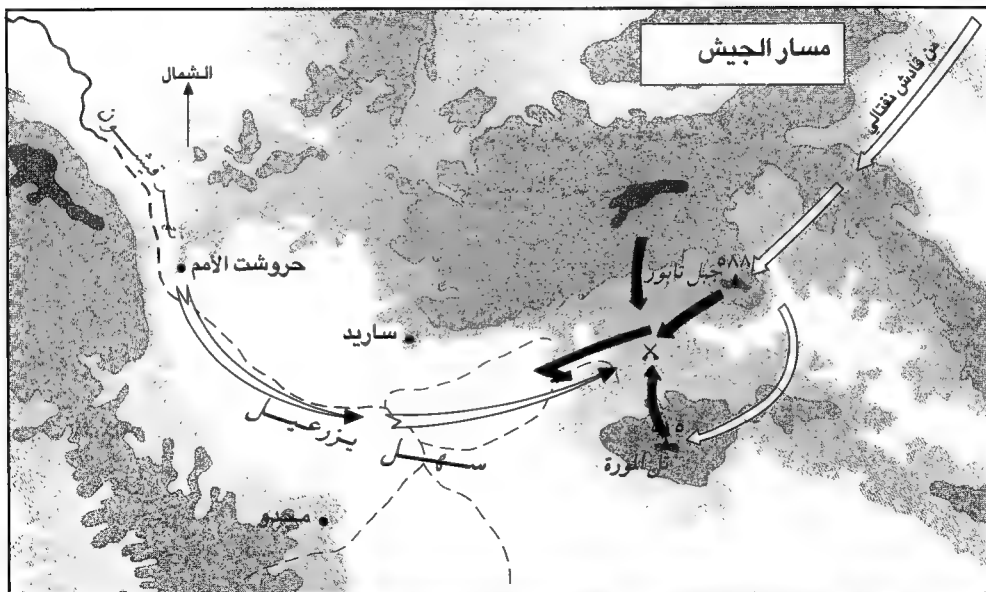 مسار الجيش
الشمال
من قادش نفتالي
حروشت الأمم
٥٨٨
جبل تابور
ساريد
سهل يزرعيل
تل المورة
مجدو